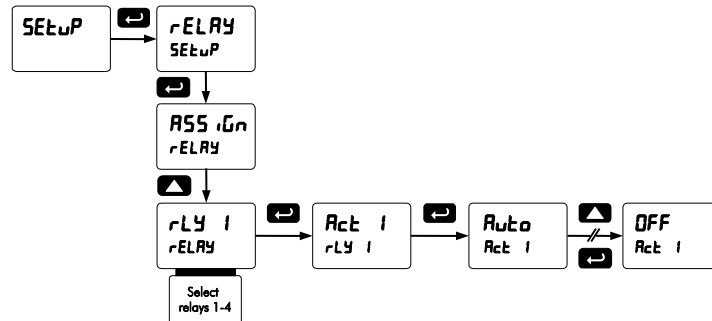 SEtuP
rELAY
SEtuP
ASSiGn
rELAY
rLY 1
rELAY
Act 1
rLY 1
Auto
Act 1
OFF
Act 1
Select
relays 1-4